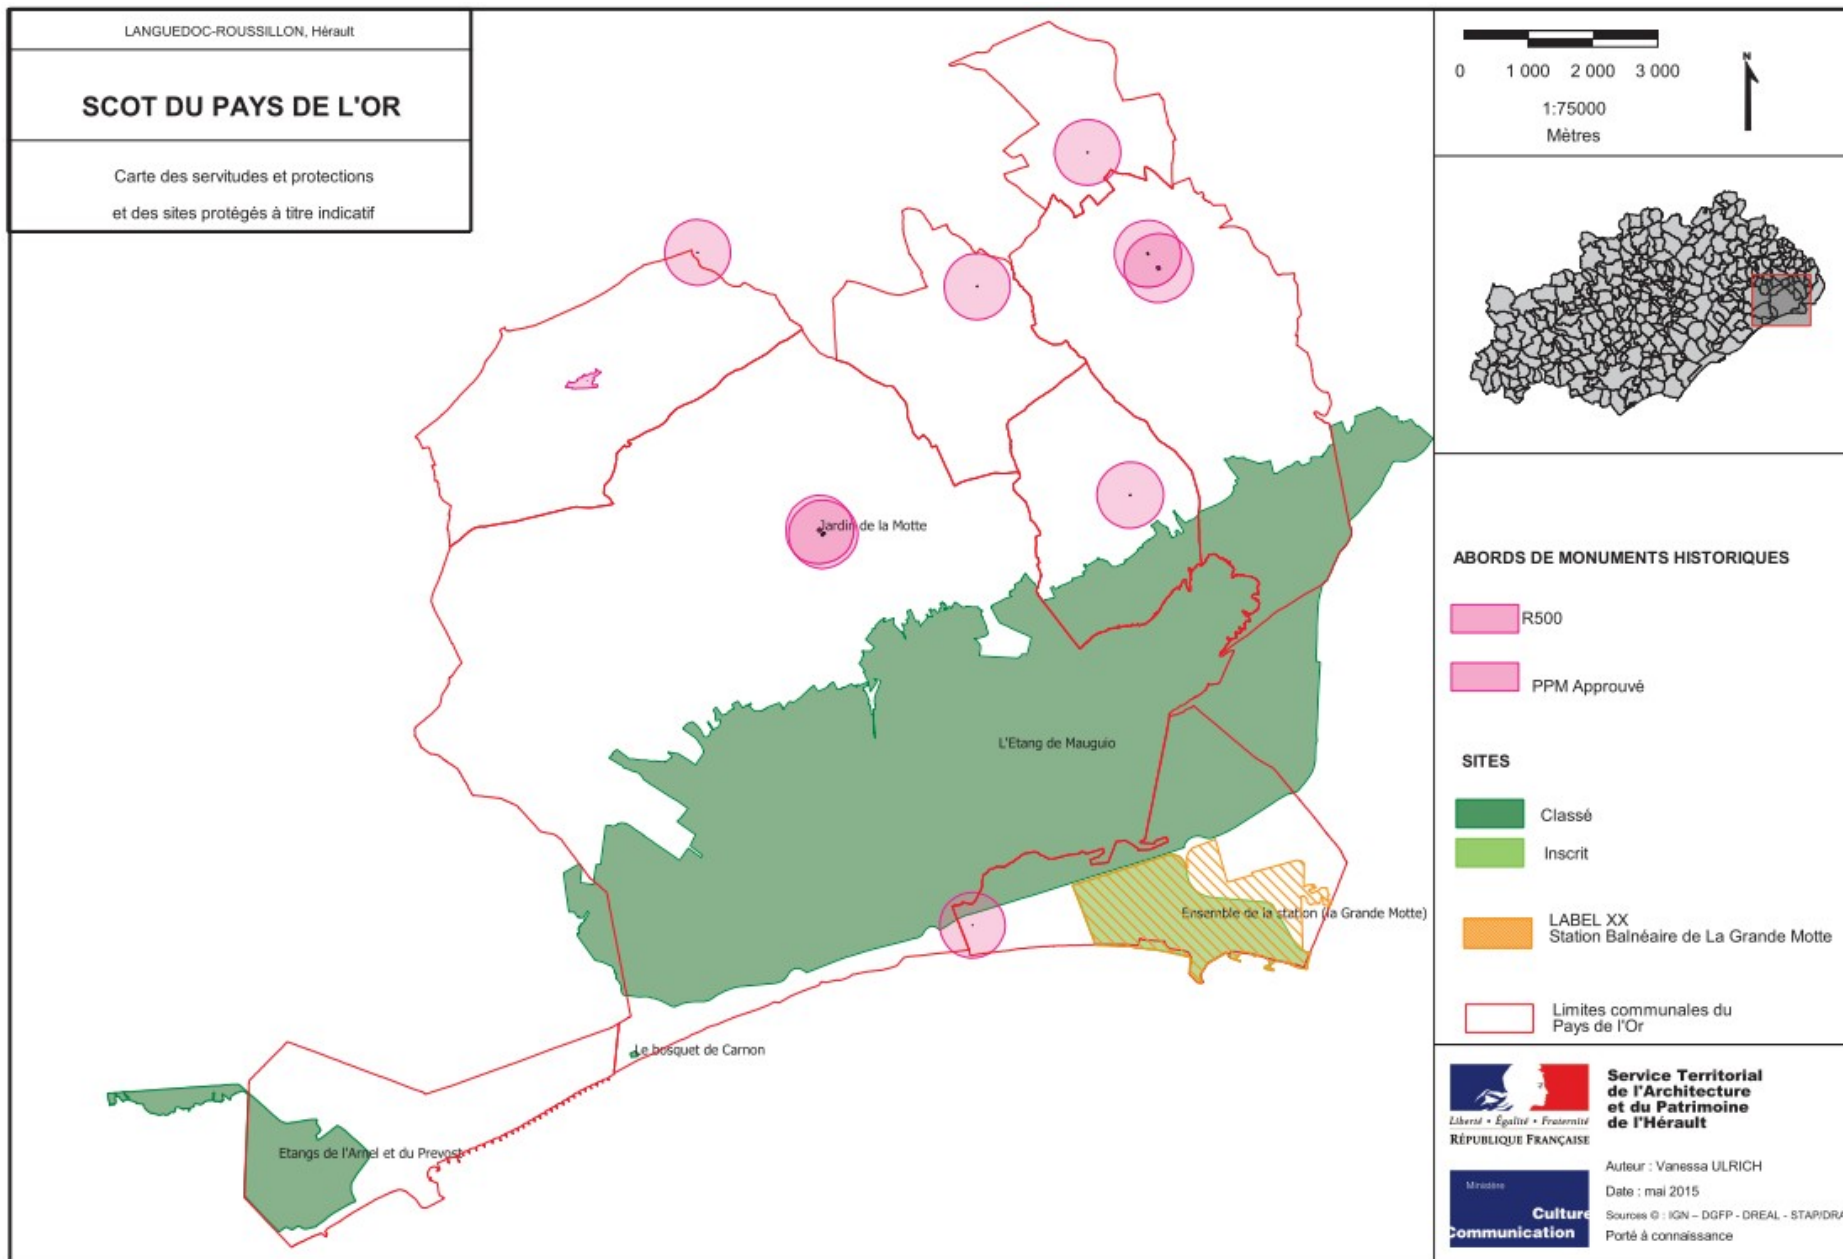 LANGUEDOC-ROUSSILLON, Hérault
SCOT DU PAYS DE L'OR
Carte des servitudes et protections
et des sites protégés à titre indicatif
Jardin de la Motte
L'Etang de Mauguio
Ensemble de la station (la Grande Motte)
Le bosquet de Carnon
Etangs de l'Arnel et du Prevost
0 1 000 2 000 3 000
1:75000
Mètres
N
ABORDS DE MONUMENTS HISTORIQUES
R500
PPM Approuvé
SITES
Classé
Inscrit
LABEL XX
Station Balnéaire de La Grande Motte
Limites communales du
Pays de l'Or
Liberté • Égalité • Fraternité
RÉPUBLIQUE FRANÇAISE
Service Territorial
de l'Architecture
et du Patrimoine
de l'Hérault
Ministère
Culture
Communication
Auteur : Vanessa ULRICH
Date : mai 2015
Sources © : IGN – DGFP - DREAL - STAP/DRA
Porté à connaissance